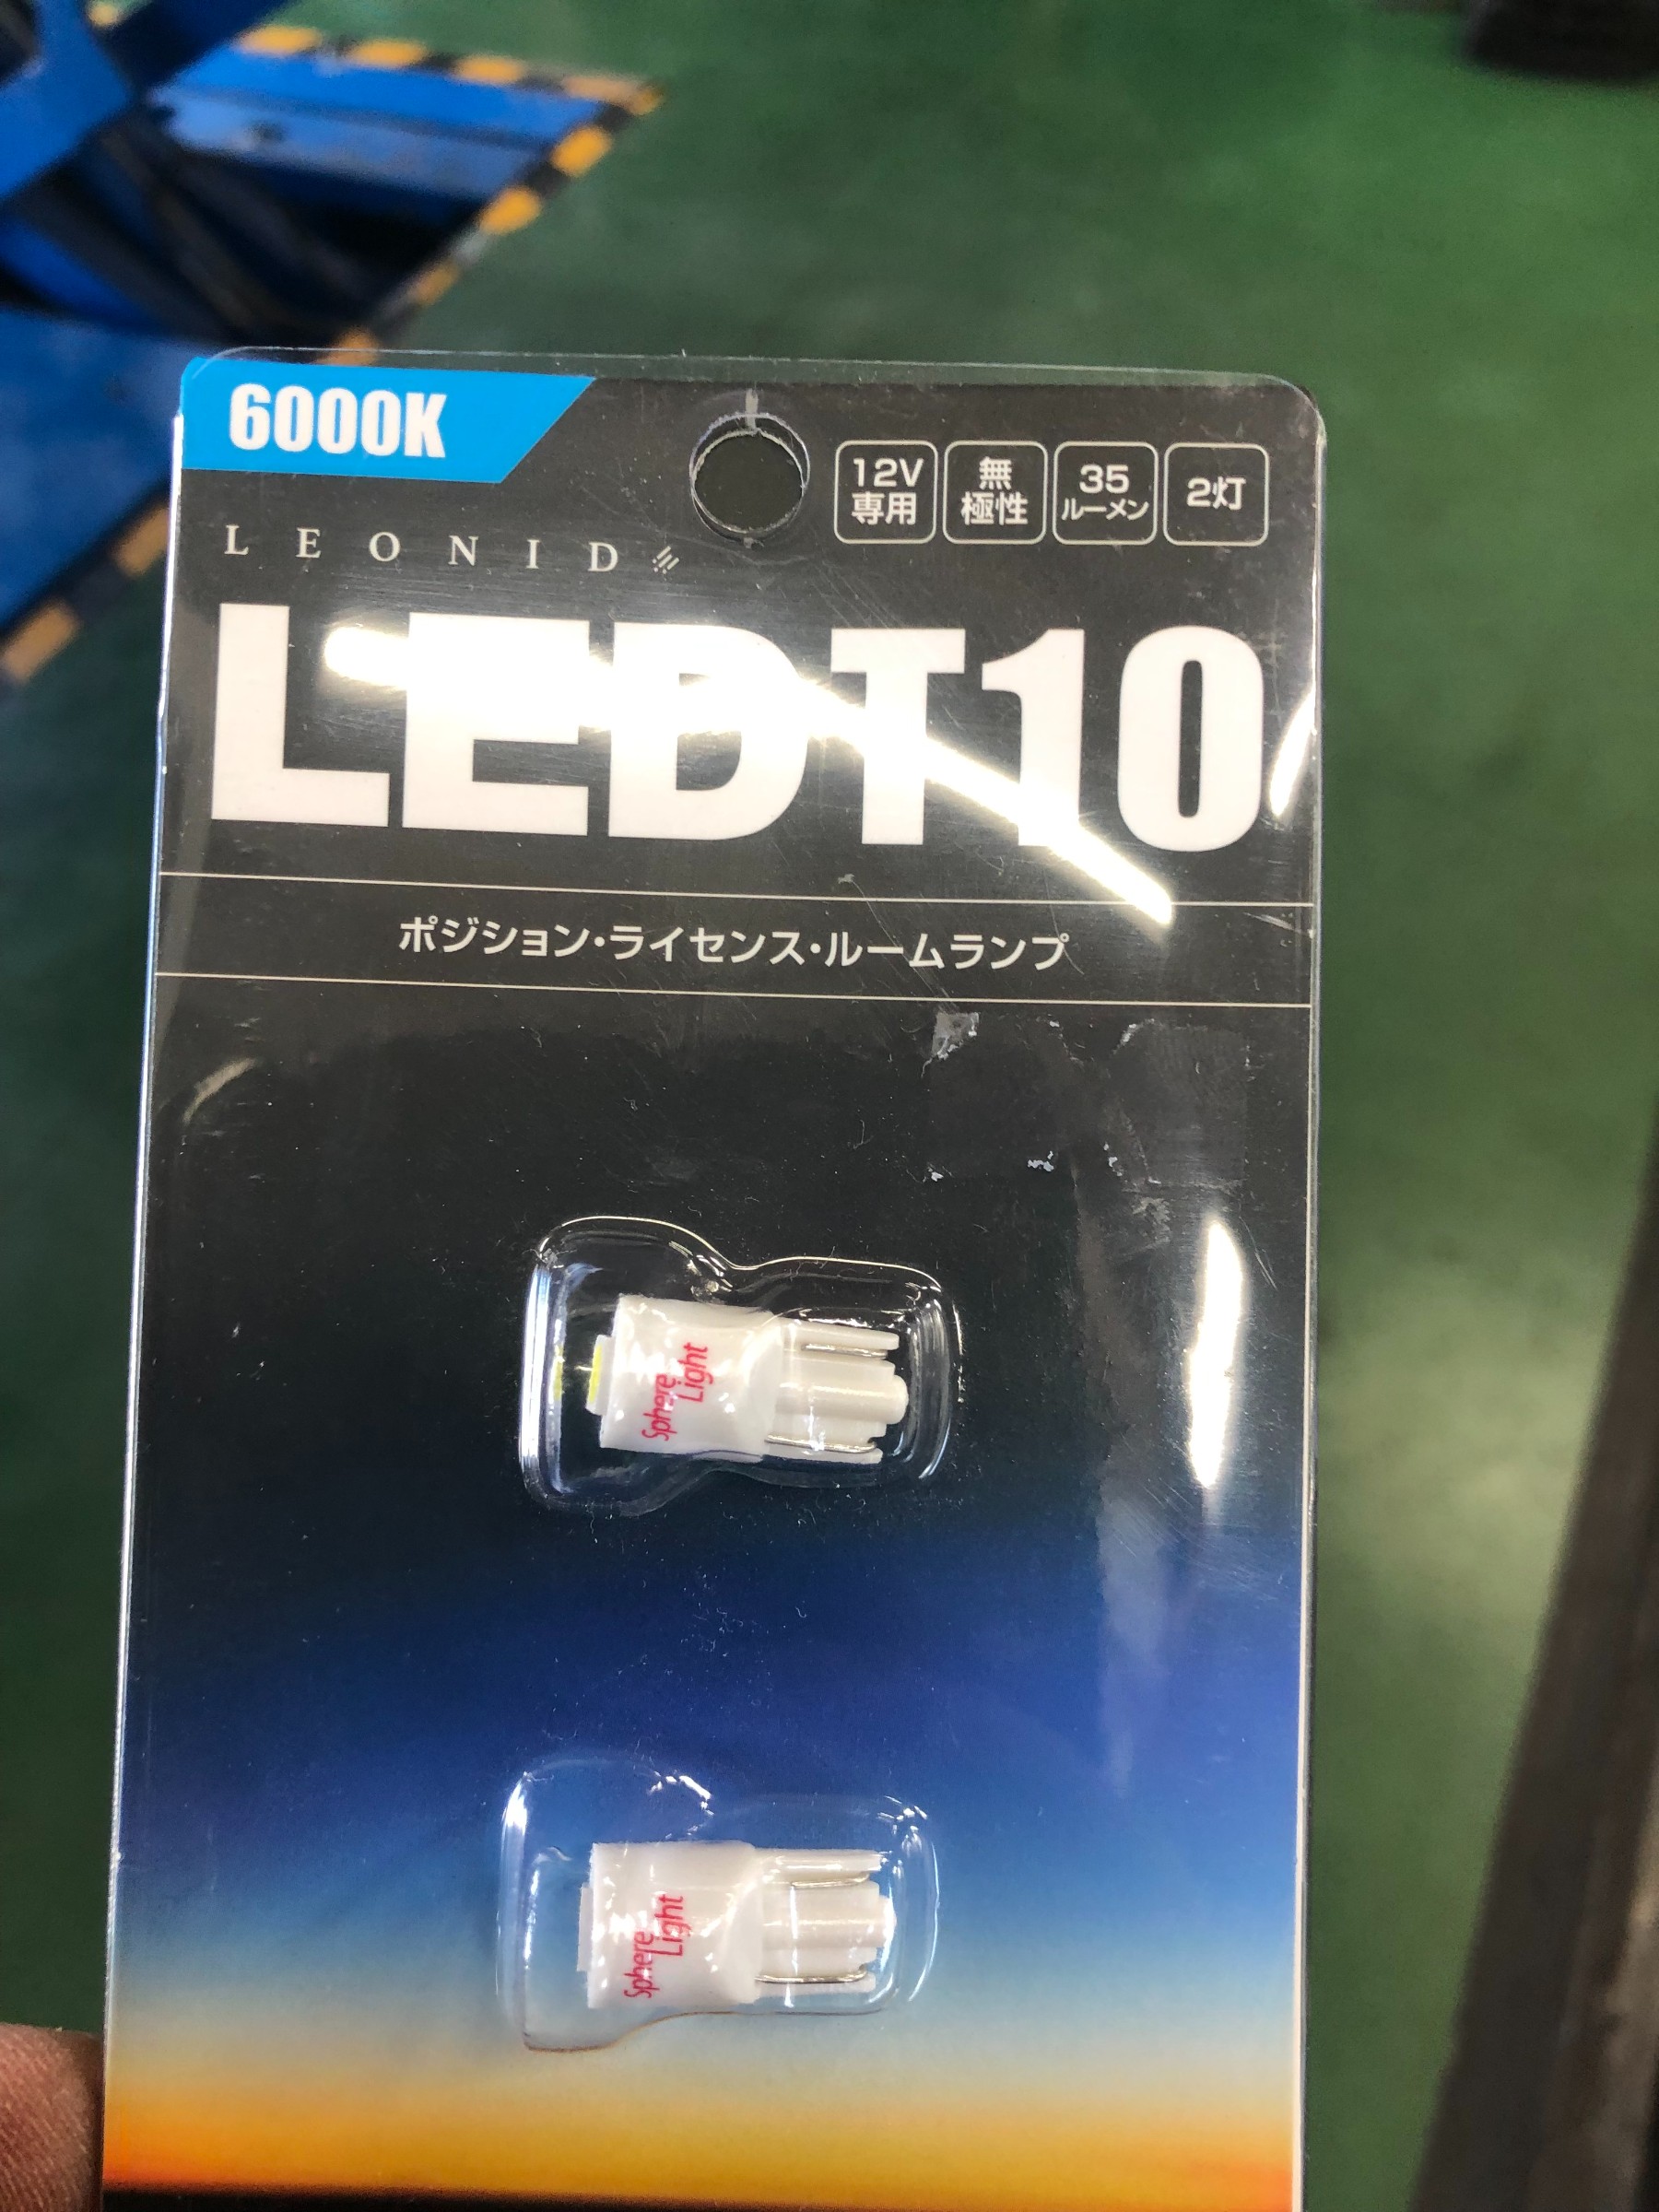 6000K
12V
専用
無
極性
35
ルーメン
2灯
LEONID
LED T10
ポジション・ライセンス・ルームランプ
Sphere
Light
Sphere
Light